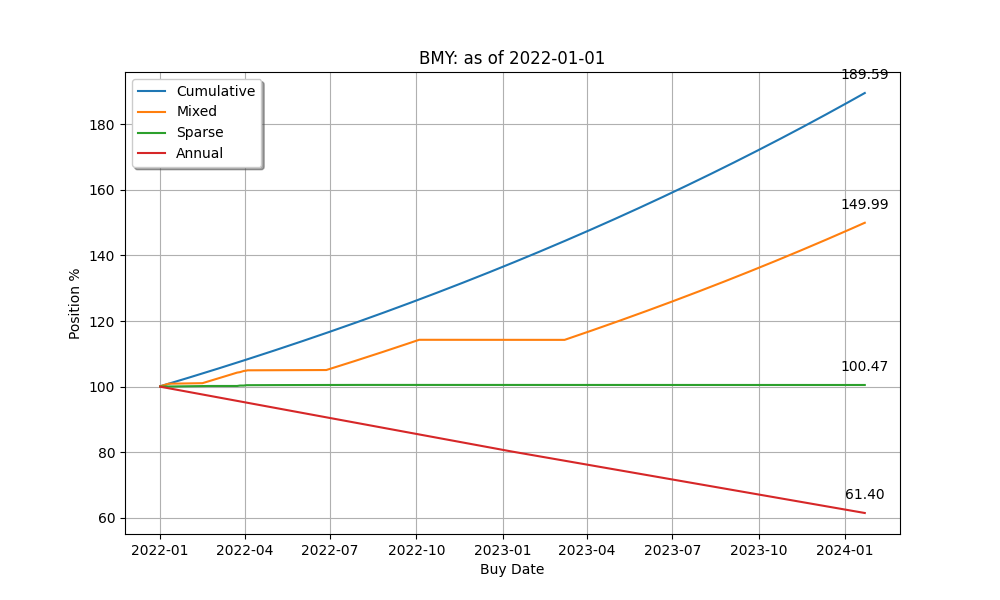 BMY: as of 2022-01-01
189.59
Cumulative
Mixed
Sparse
Annual
180
160
149.99
140
120
100.47
100
80
61.40
60
Position %
2022-01 2022-04 2022-07 2022-10 2023-01 2023-04 2023-07 2023-10 2024-01
Buy Date